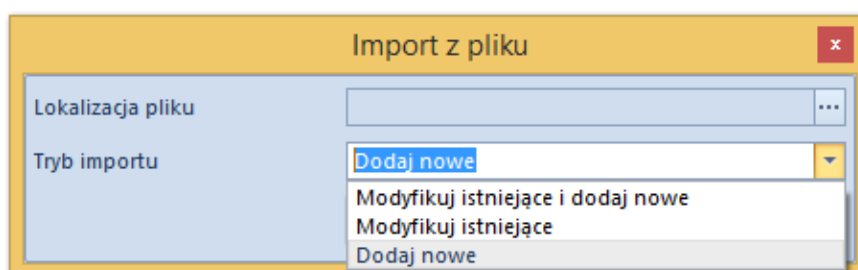 Import z pliku
x
Lokalizacja pliku
...
Tryb importu Dodaj nowe
Modyfikuj istniejące i dodaj nowe
Modyfikuj istniejące
Dodaj nowe